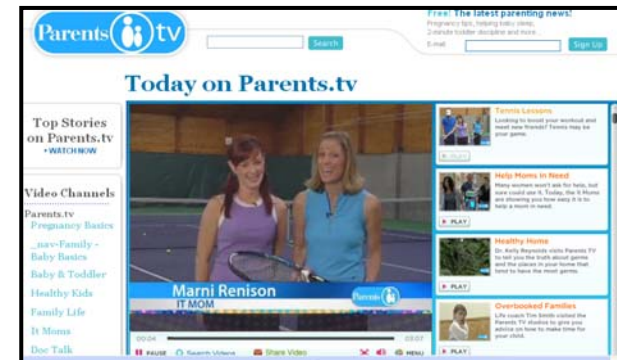 Parents tv
Search
Free! The latest parenting news!
Pregnancy tips, helping baby sleep,
2-minute toddler discipline and more...
E-mail
Sign Up
Today on Parents.tv
Top Stories
on Parents.tv
• WATCH NOW
Video Channels
Parents.tv
Pregnancy Basics
_nav-Family -
Baby Basics
Baby & Toddler
Healthy Kids
Family Life
It Moms
Doc Talk
Marni Renison
IT MOM
Parents
00:04
03:07
PAUSE
Search Videos
Share Video
MENU
Tennis Lessons
Looking to boost your workout and
meet new friends? Tennis may be
your game.
PLAY
Help Moms In Need
Many women won't ask for help, but
sure could use it. Today, the It Moms
are showing you how easy it is to
help a mom in need.
PLAY
Healthy Home
Dr. Kelly Reynolds visits Parents TV
to tell you the truth about germs
and the places in your home that
tend to have the most germs.
PLAY
Overbooked Families
Life coach Tim Smith visited the
Parents TV studios to give you
advice on how to make time for
your child.
PLAY